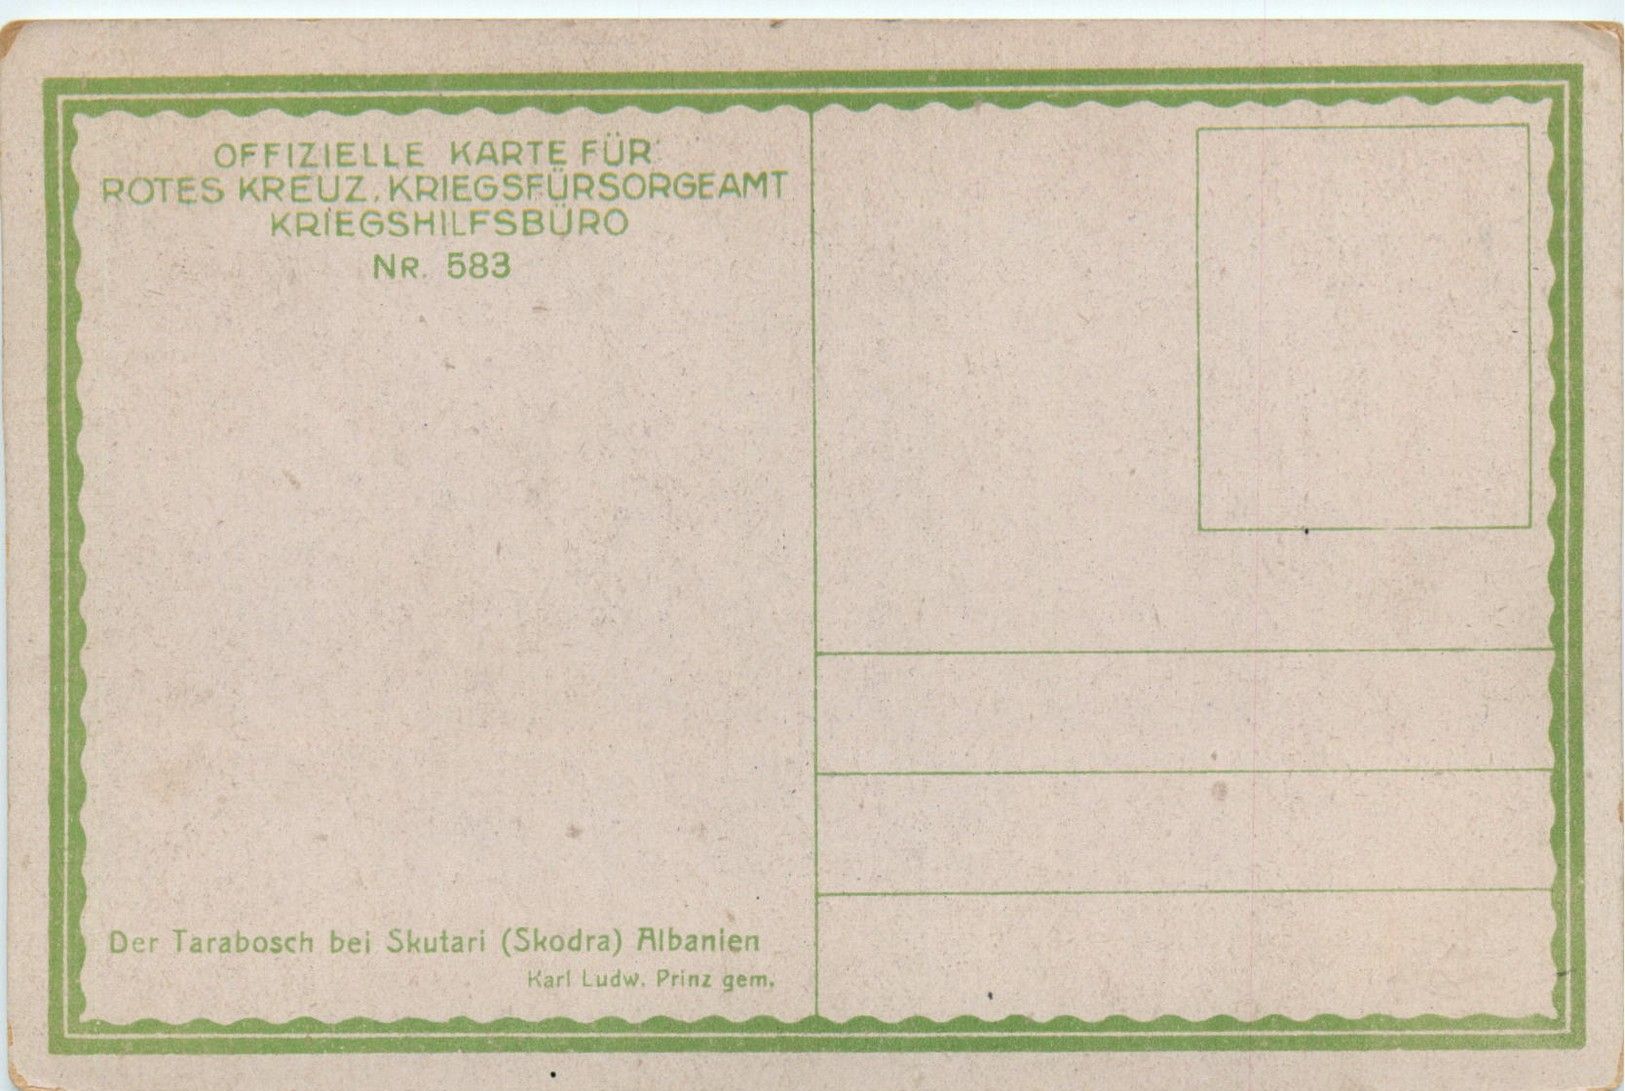 OFFIZIELLE KARTE FÜR
ROTES KREUZ, KRIEGSFÜRSORGEAMT
KRIEGSHILFSBÜRO
NR. 583
Der Tarabosch bei Skutari (Skodra) Albanien
Karl Ludw. Prinz gem.